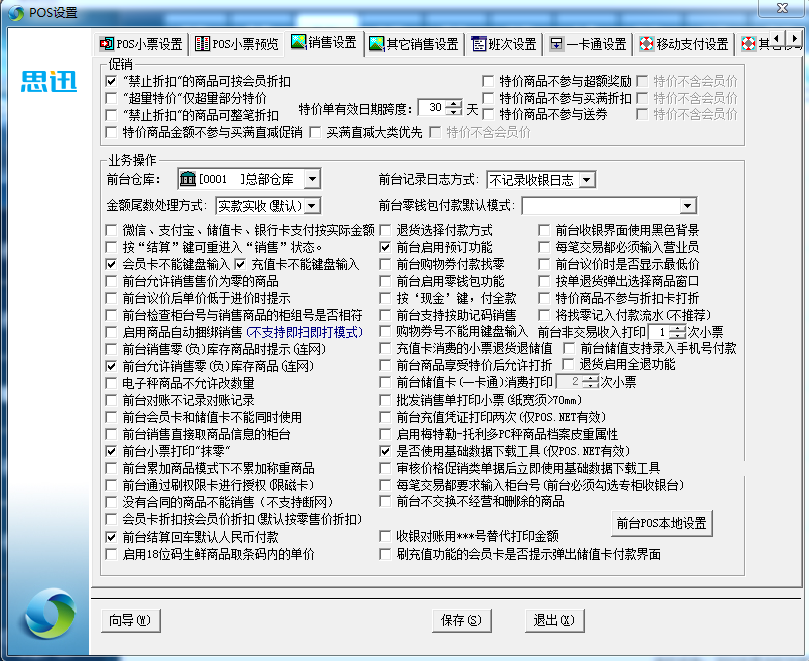 POS设置
思迅
POS小票设置 POS小票预览 销售设置 其它销售设置 班次设置 一卡通设置 移动支付设置
促销
“禁止折扣”的商品可按会员折扣
“超量特价”仅超量部分特价
“禁止折扣”的商品可整笔折扣
特价单有效日期跨度: 30 天
特价商品不参与超额奖励 特价不含会员价
特价商品不参与买满折扣 特价不含会员价
特价商品不参与送券 特价不含会员价
特价商品金额不参与买满直减促销 买满直减大类优先 特价不含会员价
业务操作
前台仓库: [0001 ]总部仓库 前台记录日志方式: 不记录收银日志
金额尾数处理方式: 实款实收(默认) 前台零钱包付款默认模式:
微信、支付宝、储值卡、银行卡支付按实际金额 退货选择付款方式 前台收银界面使用黑色背景
按“结算”键可重进入“销售”状态。 前台启用预订功能 每笔交易都必须输入营业员
会员卡不能键盘输入 充值卡不能键盘输入 前台购物券付款找零 前台议价时是否显示最低价
前台允许销售售价为零的商品 前台启用零钱包功能 按单退货弹出选择商品窗口
前台议价后单价低于进价时提示 按‘现金’键，付全款 特价商品不参与折扣卡打折
前台检查柜台号与销售商品的柜组号是否相符 前台支持按助记码销售 将找零记入付款流水(不推荐)
启用商品自动捆绑销售(不支持即扫即打模式) 购物券号不能用键盘输入 前台非交易收入打印 1 次小票
前台销售零(负)库存商品时提示(连网) 充值卡消费的小票退货退储值 前台储值支持录入手机号付款
前台允许销售零(负)库存商品(连网) 前台商品享受特价后允许打折 退货启用全退功能
电子秤商品不允许改数量 前台储值卡(一卡通)消费打印 2 次小票
前台对账不记录对账记录 批发销售单打印小票(纸宽须>70mm)
前台会员卡和储值卡不能同时使用 前台充值凭证打印两次(仅POS.NET有效)
前台销售直接取商品信息的柜台 启用梅特勒-托利多PC秤商品档案皮重属性
前台小票打印“抹零” 是否使用基础数据下载工具(仅POS.NET有效)
前台累加商品模式下不累加称重商品 审核价格促销类单据后立即使用基础数据下载工具
前台通过刷权限卡进行授权(限磁卡) 每笔交易都要求输入柜台号(前台必须勾选专柜收银台)
没有合同的商品不能销售（不支持断网） 前台不交换不经营和删除的商品
会员卡折扣按会员价折扣(默认按零售价折扣)
前台POS本地设置
前台结算回车默认人民币付款 收银对账用***号替代打印金额
启用18位码生鲜商品取条码内的单价 刷充值功能的会员卡是否提示弹出储值卡付款界面
向导(W) 保存(S) 退出(X)